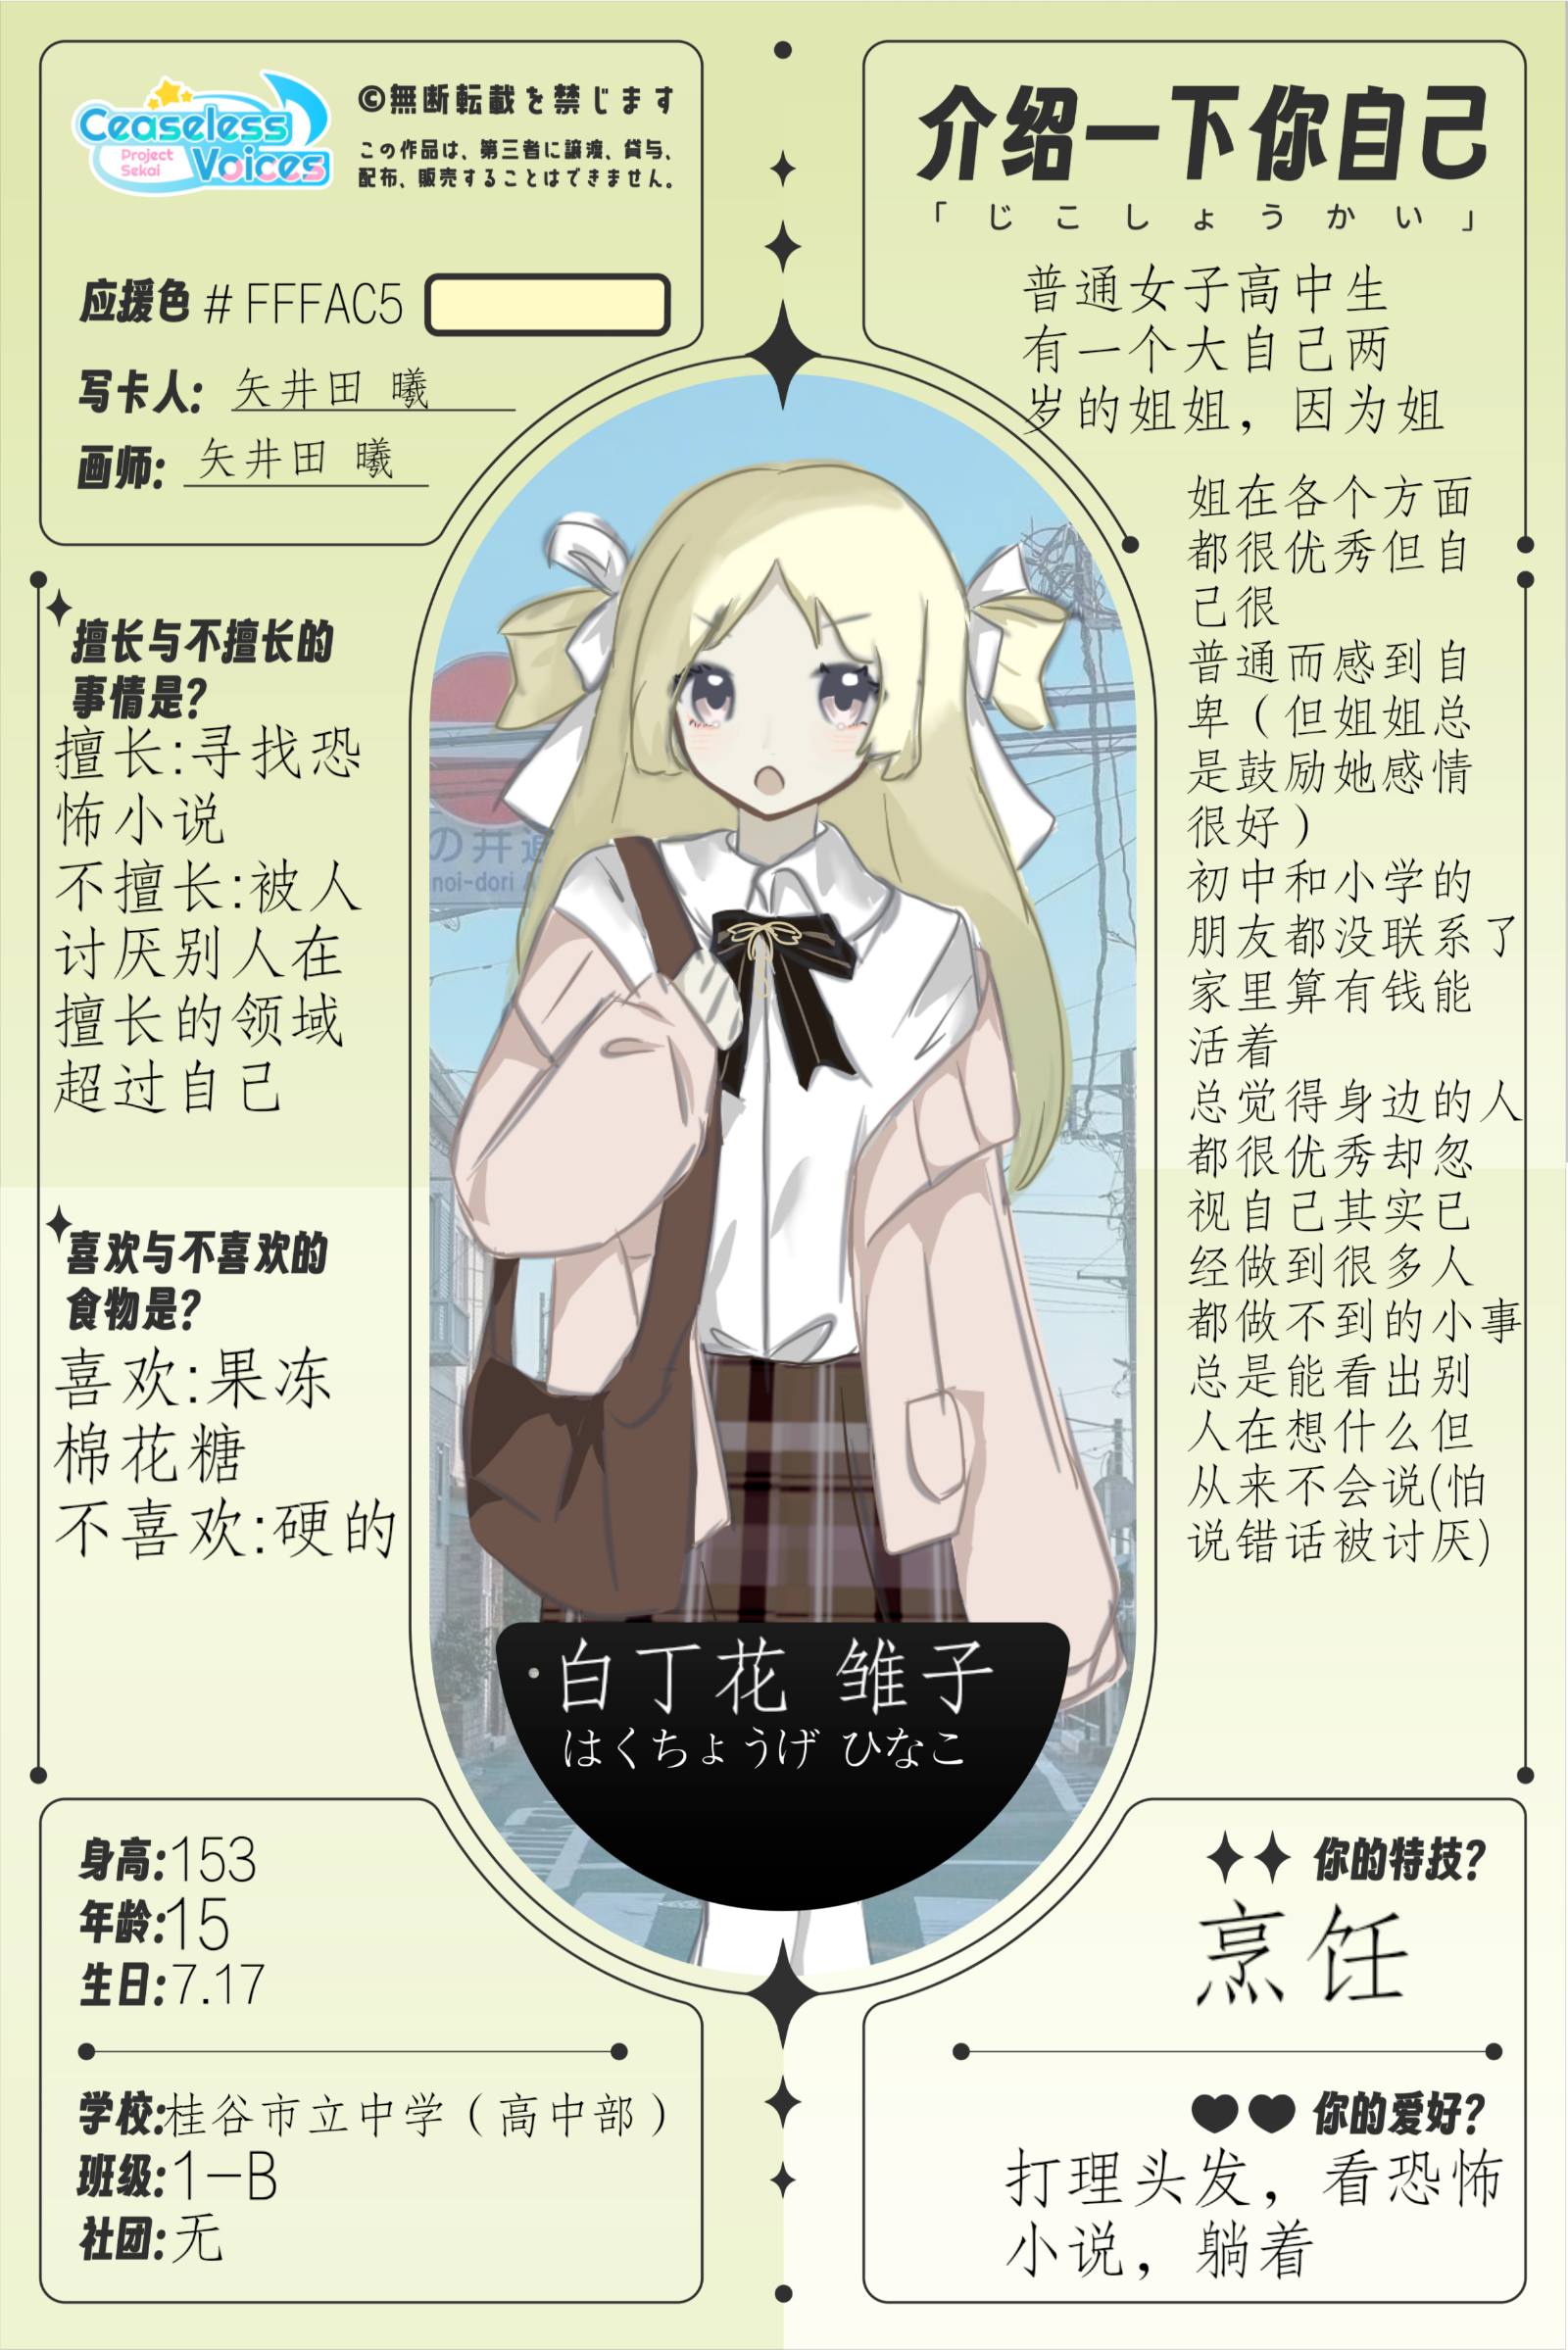 Ceaseless
Project
Sekai
Voices
©無断転載を禁じます
この作品は、第三者に譲渡、貸与、
配布、販売することはできません。
应援色 # FFFAC5
写卡人: 矢井田 曦
画师: 矢井田 曦
介绍一下你自己
「じこしょうかい」
普通女子高中生
有一个大自己两
岁的姐姐，因为姐
姐在各个方面
都很优秀但自
己很
普通而感到自
卑（但姐姐总
是鼓励她感情
很好）
初中和小学的
朋友都没联系了
家里算有钱能
活着
总觉得身边的人
都很优秀却忽
视自己其实已
经做到很多人
都做不到的小事
总是能看出别
人在想什么但
从来不会说(怕
说错话被讨厌)
擅长与不擅长的
事情是?
擅长:寻找恐
怖小说
不擅长:被人
讨厌别人在
擅长的领域
超过自己
喜欢与不喜欢的
食物是?
喜欢:果冻
棉花糖
不喜欢:硬的
の井通
noi-dori A
·白丁花 雏子
はくちょうげ ひなこ
身高:153
年龄:15
生日:7.17
学校:桂谷市立中学（高中部）
班级:1-B
社团:无
你的特技?
烹饪
你的爱好?
打理头发，看恐怖
小说，躺着